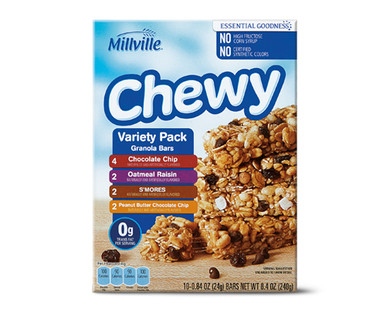 ESSENTIAL GOODNESS
Millville
NO HIGH FRUCTOSE
CORN SYRUP
NO CERTIFIED
SYNTHETIC COLORS
Chewy
Variety Pack
Granola Bars
4 Chocolate Chip
2 Oatmeal Raisin
2 S'MORES
2 Peanut Butter Chocolate Chip
0g
TRANS FAT
PER SERVING
10-0.84 OZ (24g) BARS NET WT 8.4 OZ (240g)